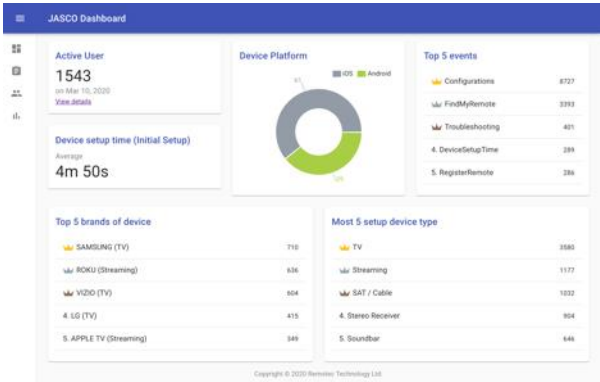 JASCO Dashboard
Active User
1543
on Mar 10, 2020
View details
Device setup time (Initial Setup)
Average
4m 50s
Device Platform
iOS Android
Top 5 events
Configurations 8727
FindMyRemote 3393
Troubleshooting 401
4. DeviceSetupTime 289
5. RegisterRemote 286
Top 5 brands of device
SAMSUNG (TV) 710
ROKU (Streaming) 636
VIZIO (TV) 604
4. LG (TV) 415
5. APPLE TV (Streaming) 349
Most 5 setup device type
TV 3580
Streaming 1177
SAT / Cable 1032
4. Stereo Receiver 904
5. Soundbar 646
Copyright © 2020 Remotec Technology Ltd.